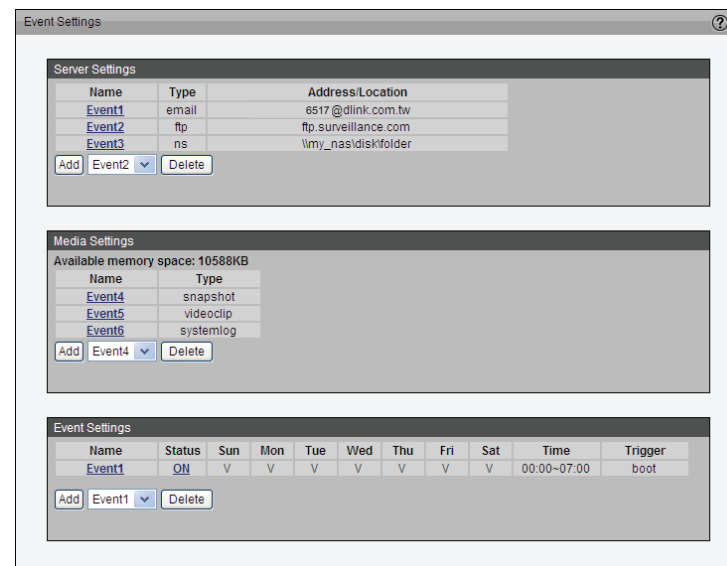 Event Settings ?
Server Settings
Name Type Address/Location
Event1 email 6517@dlink.com.tw
Event2 ftp ftp.surveillance.com
Event3 ns \\my_nas\disk\folder
Add Event2 Delete
Media Settings
Available memory space: 10588KB
Name Type
Event4 snapshot
Event5 videoclip
Event6 systemlog
Add Event4 Delete
Event Settings
Name Status Sun Mon Tue Wed Thu Fri Sat Time Trigger
Event1 ON V V V V V V V 00:00~07:00 boot
Add Event1 Delete